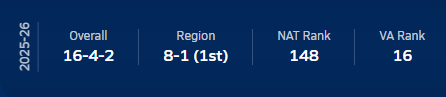 2025-26
Overall Region NAT Rank VA Rank
16-4-2 8-1 (1st) 148 16